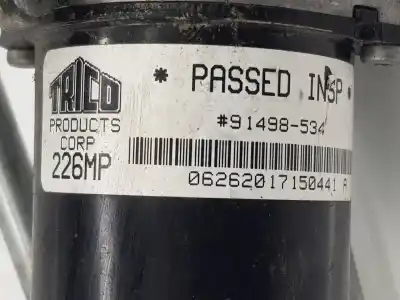 TRICO
PRODUCTS
CORP
226MP
* PASSED INSP *
#91498-534
06262017150441 A